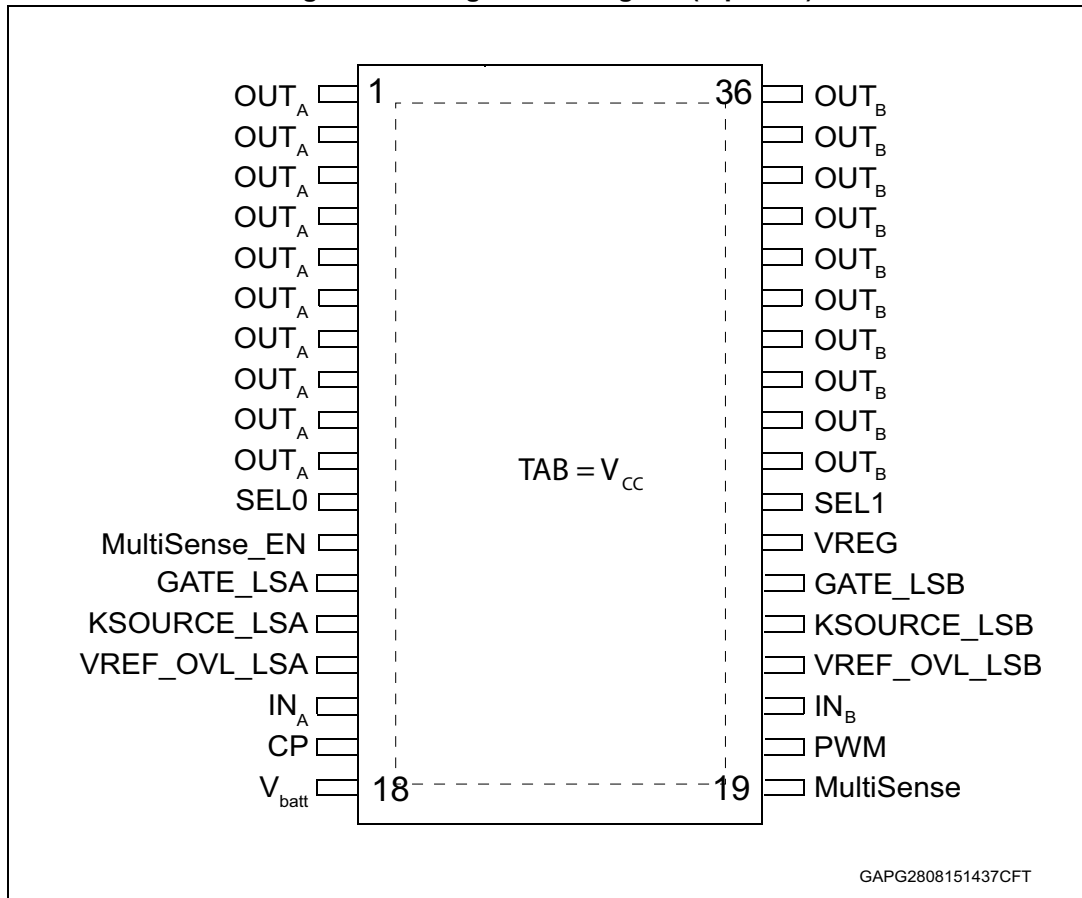 OUTA 1 36 OUTB
OUTA OUTB
OUTA OUTB
OUTA OUTB
OUTA OUTB
OUTA OUTB
OUTA OUTB
OUTA OUTB
OUTA OUTB
OUTA TAB = VCC OUTB
SEL0 SEL1
MultiSense_EN VREG
GATE_LSA GATE_LSB
KSOURCE_LSA KSOURCE_LSB
VREF_OVL_LSA VREF_OVL_LSB
INA INB
CP PWM
Vbatt 18 19 MultiSense
GAPG2808151437CFT